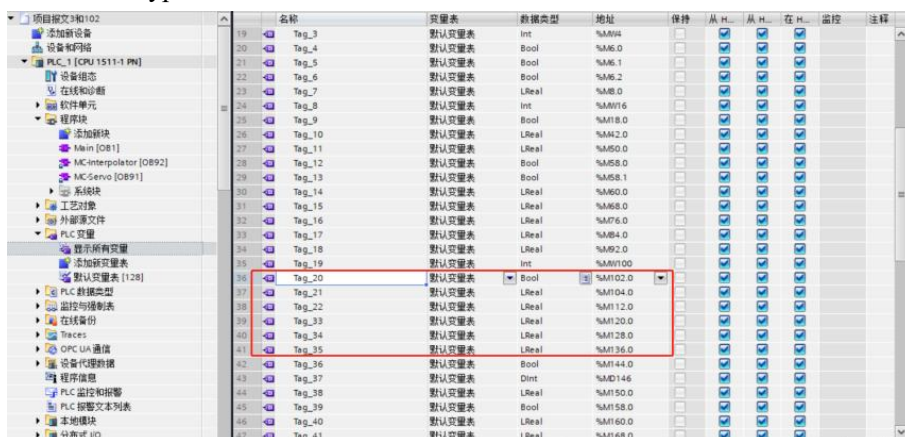 项目报文3和102
添加新设备
设备和网络
PLC_1 [CPU 1511-1 PN]
设备组态
在线和诊断
软件单元
程序块
添加新块
Main [OB1]
MC-Interpolator [OB92]
MC-Servo [OB91]
系统块
工艺对象
外部源文件
PLC 变量
显示所有变量
添加新变量表
默认变量表 [128]
PLC 数据类型
监控与强制表
在线备份
Traces
OPC UA 通信
设备代理数据
程序信息
PLC 监控和报警
PLC 报警文本列表
本地模块
分布式 I/O
名称 变量表 数据类型 地址 保持 从 H... 从 H... 在 H... 监控 注释
19 Tag_3 默认变量表 Int %MW4
20 Tag_4 默认变量表 Bool %M6.0
21 Tag_5 默认变量表 Bool %M6.1
22 Tag_6 默认变量表 Bool %M6.2
23 Tag_7 默认变量表 LReal %M8.0
24 Tag_8 默认变量表 Int %MW16
25 Tag_9 默认变量表 Bool %M18.0
26 Tag_10 默认变量表 LReal %M42.0
27 Tag_11 默认变量表 LReal %M50.0
28 Tag_12 默认变量表 Bool %M58.0
29 Tag_13 默认变量表 Bool %M58.1
30 Tag_14 默认变量表 LReal %M60.0
31 Tag_15 默认变量表 LReal %M68.0
32 Tag_16 默认变量表 LReal %M76.0
33 Tag_17 默认变量表 LReal %M84.0
34 Tag_18 默认变量表 LReal %M92.0
35 Tag_19 默认变量表 Int %MW100
36 Tag_20 默认变量表 Bool %M102.0
37 Tag_21 默认变量表 LReal %M104.0
38 Tag_22 默认变量表 LReal %M112.0
39 Tag_33 默认变量表 LReal %M120.0
40 Tag_34 默认变量表 LReal %M128.0
41 Tag_35 默认变量表 LReal %M136.0
42 Tag_36 默认变量表 Bool %M144.0
43 Tag_37 默认变量表 DInt %MD146
44 Tag_38 默认变量表 LReal %M150.0
45 Tag_39 默认变量表 Bool %M158.0
46 Tag_40 默认变量表 LReal %M160.0
47 Tag_41 默认变量表 LReal %M168.0